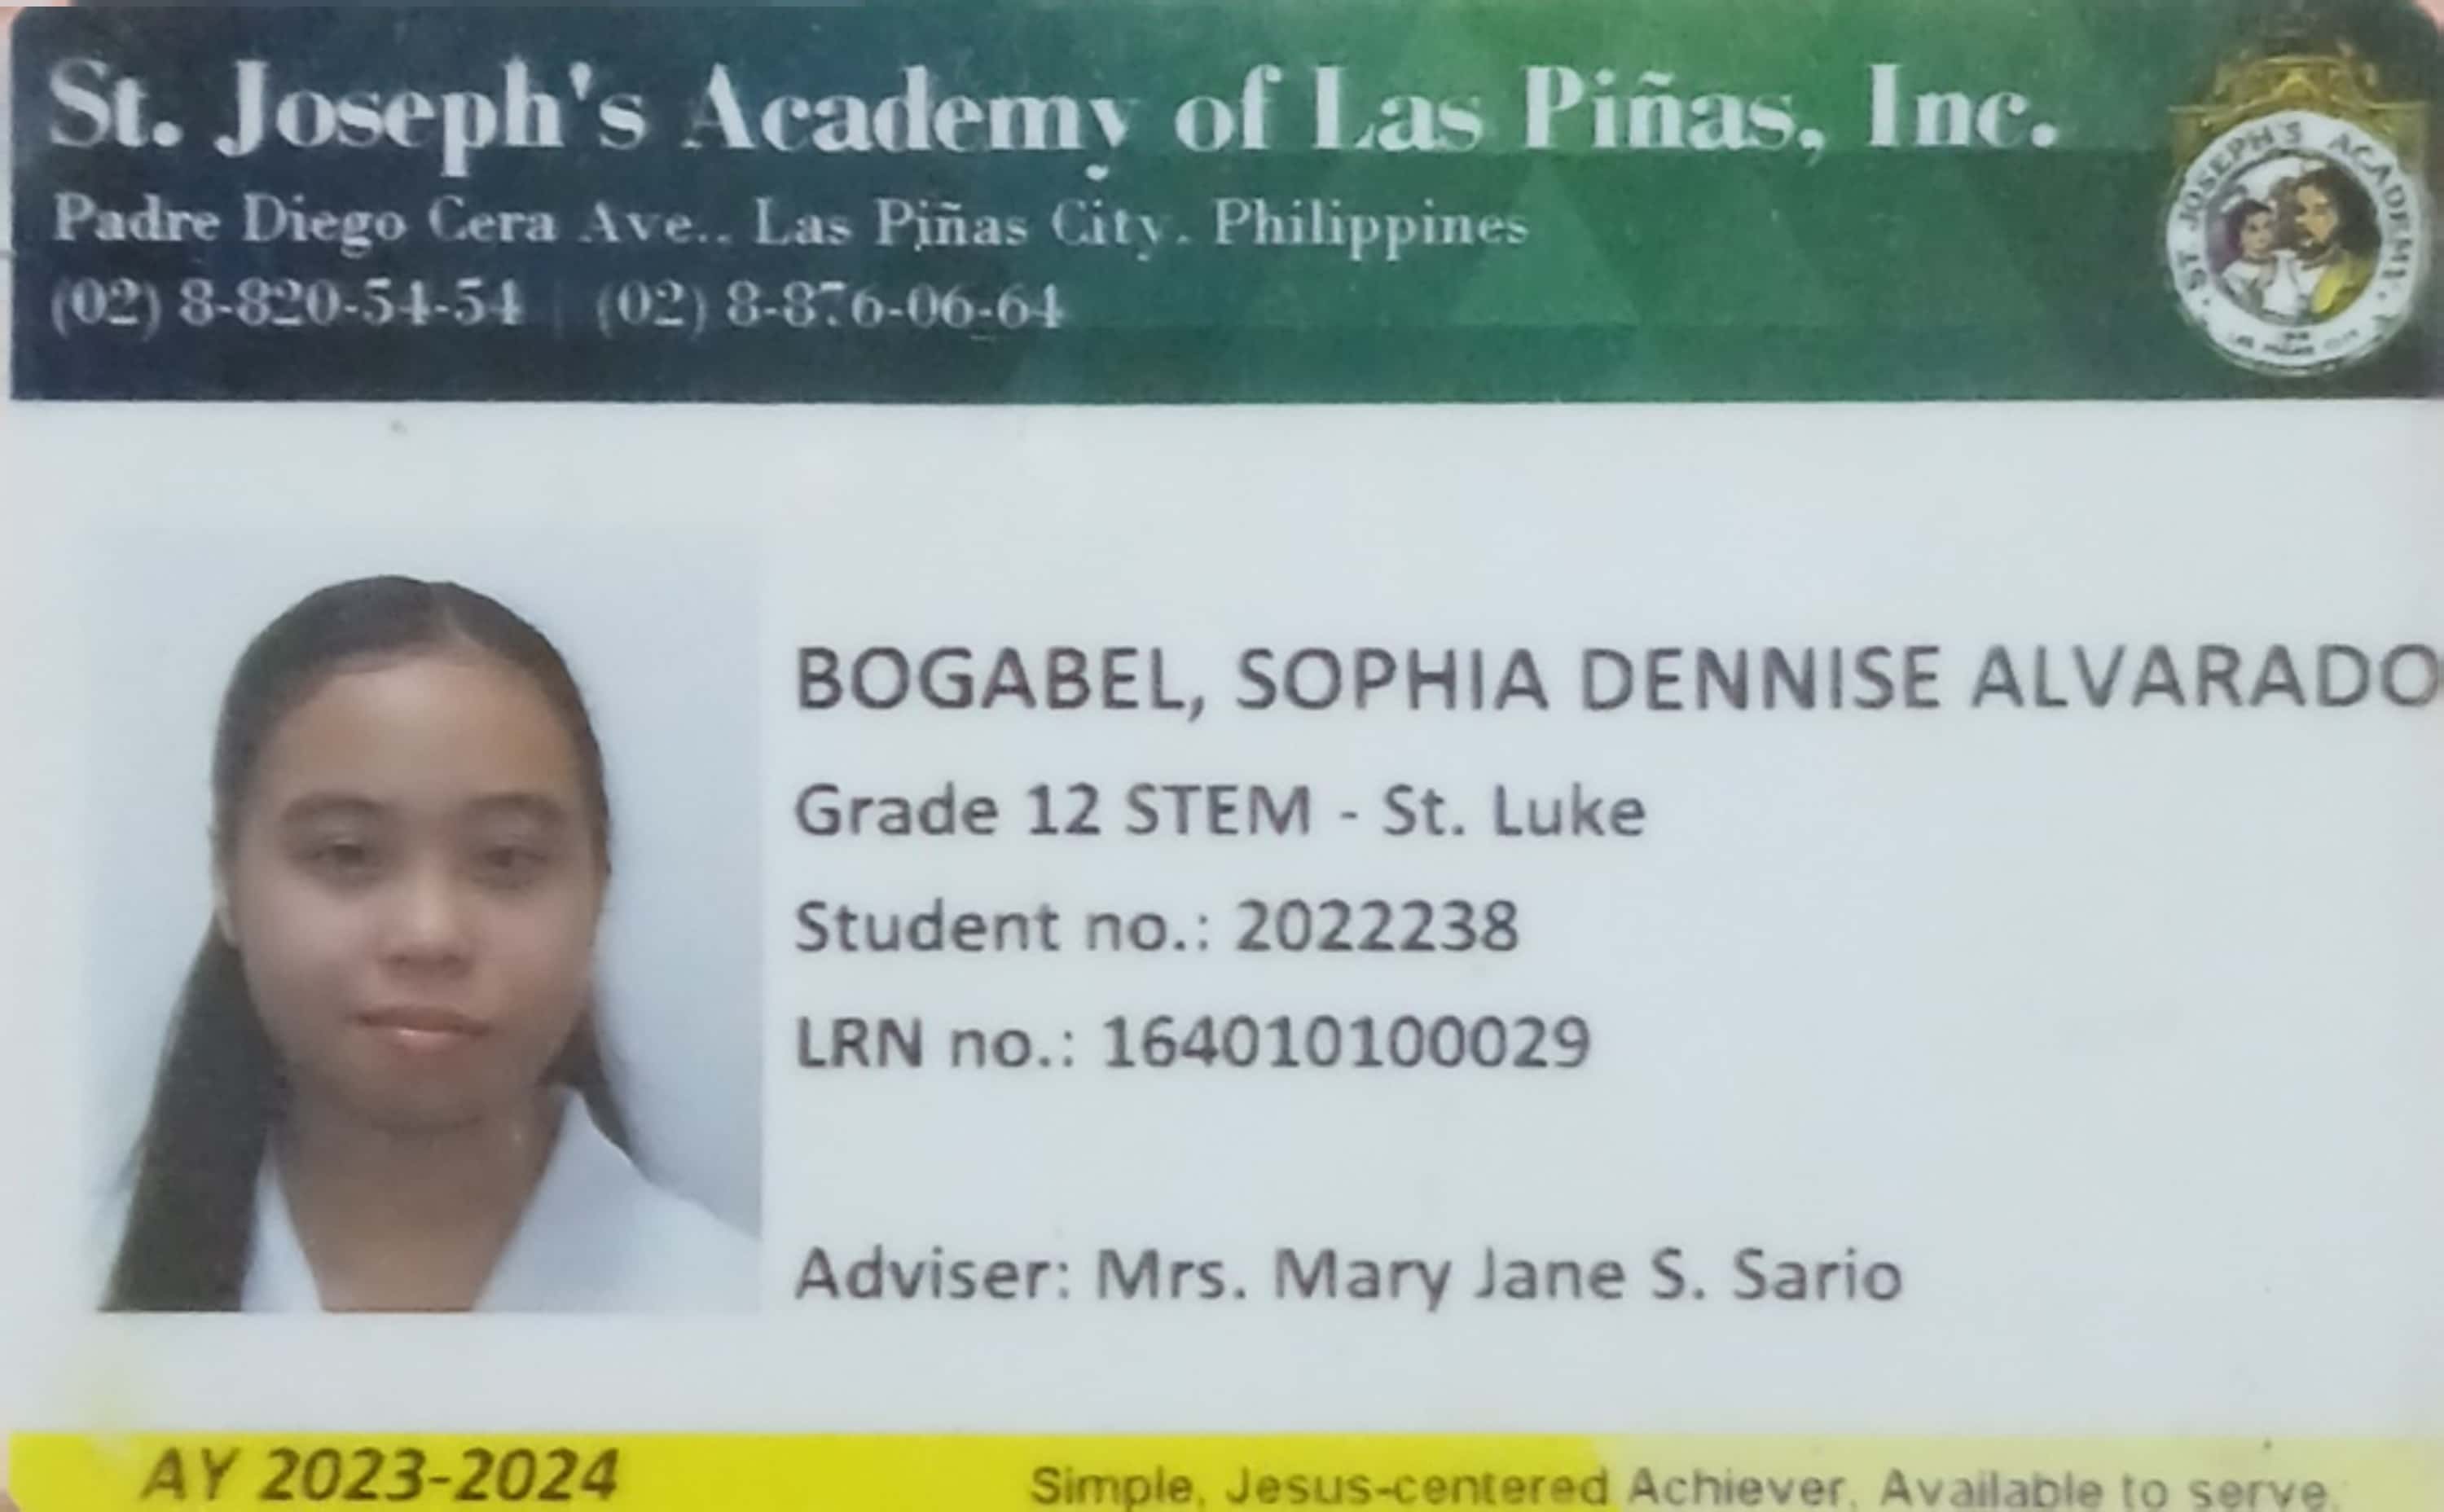 St. Joseph's Academy of Las Piñas, Inc.
Padre Diego Cera Ave., Las Piñas City, Philippines
(02) 8-820-54-54 | (02) 8-876-06-64
ST. JOSEPH'S ACADEMY
BOGABEL, SOPHIA DENNISE ALVARADO
Grade 12 STEM - St. Luke
Student no.: 2022238
LRN no.: 164010100029
Adviser: Mrs. Mary Jane S. Sario
AY 2023-2024
Simple, Jesus-centered Achiever, Available to serve